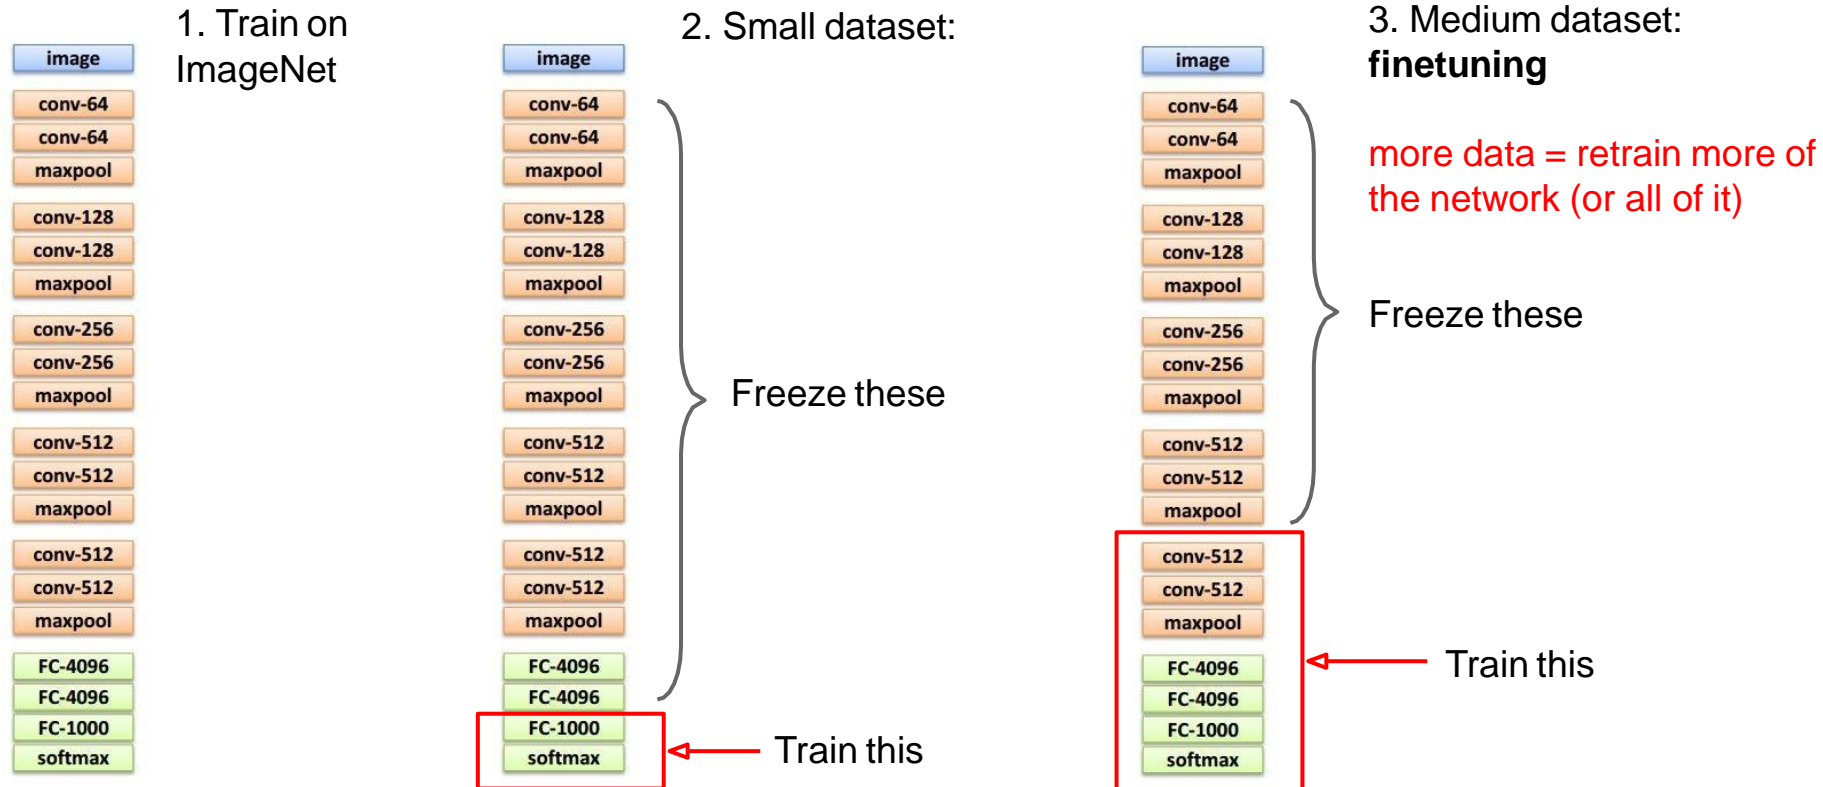 1. Train on
ImageNet
image
conv-64
conv-64
maxpool
conv-128
conv-128
maxpool
conv-256
conv-256
maxpool
conv-512
conv-512
maxpool
conv-512
conv-512
maxpool
FC-4096
FC-4096
FC-1000
softmax
2. Small dataset:
image
conv-64
conv-64
maxpool
conv-128
conv-128
maxpool
conv-256
conv-256
maxpool
conv-512
conv-512
maxpool
conv-512
conv-512
maxpool
FC-4096
FC-4096
FC-1000
softmax
Freeze these
Train this
3. Medium dataset:
finetuning
more data = retrain more of
the network (or all of it)
image
conv-64
conv-64
maxpool
conv-128
conv-128
maxpool
conv-256
conv-256
maxpool
conv-512
conv-512
maxpool
conv-512
conv-512
maxpool
FC-4096
FC-4096
FC-1000
softmax
Freeze these
Train this